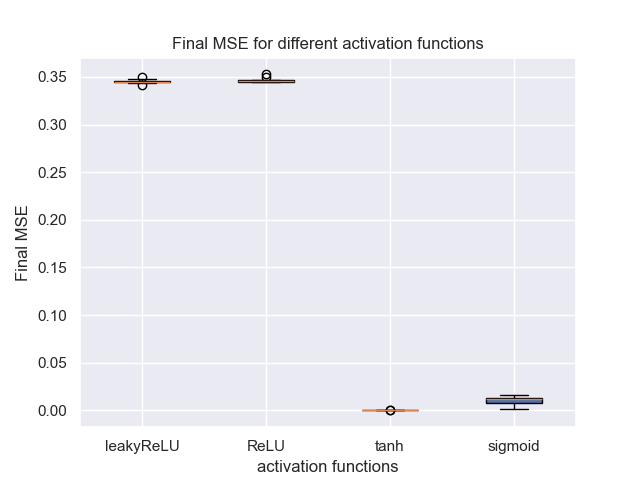 Final MSE for different activation functions
Final MSE
0.35
0.30
0.25
0.20
0.15
0.10
0.05
0.00
leakyReLU ReLU tanh sigmoid
activation functions